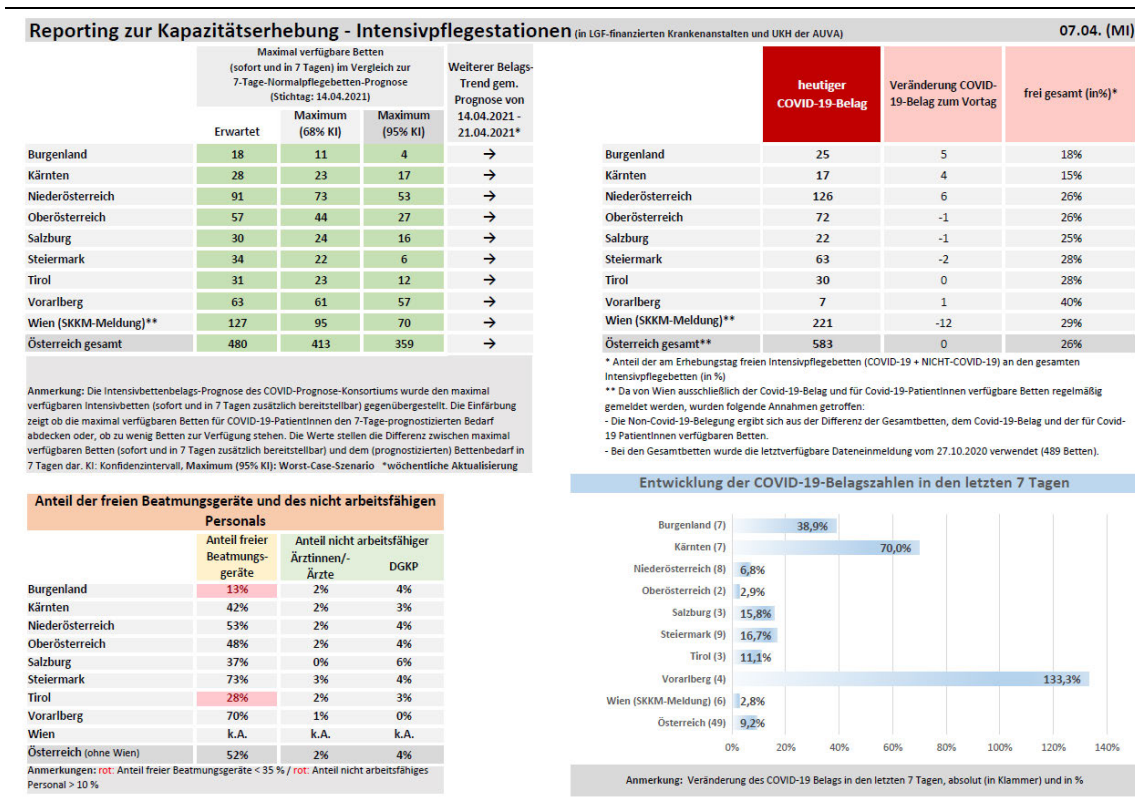 Reporting zur Kapazitätserhebung - Intensivpflegestationen (in LGF-finanzierten Krankenanstalten und UKH der AUVA) 07.04. (MI)
Maximal verfügbare Betten
(sofort und in 7 Tagen) im Vergleich zur
7-Tage-Normalpflegebetten-Prognose
(Stichtag: 14.04.2021)
Weiterer Belags-
Trend gem.
Prognose von
14.04.2021 -
21.04.2021*
Erwartet
Maximum
(68% KI)
Maximum
(95% KI)
Burgenland 18 11 4 →
Kärnten 28 23 17 →
Niederösterreich 91 73 53 →
Oberösterreich 57 44 27 →
Salzburg 30 24 16 →
Steiermark 34 22 6 →
Tirol 31 23 12 →
Vorarlberg 63 61 57 →
Wien (SKKM-Meldung)** 127 95 70 →
Österreich gesamt 480 413 359 →
Anmerkung: Die Intensivbettenbelags-Prognose des COVID-Prognose-Konsortiums wurde den maximal
verfügbaren Intensivbetten (sofort und in 7 Tagen zusätzlich bereitstellbar) gegenübergestellt. Die Einfärbung
zeigt ob die maximal verfügbaren Betten für COVID-19-PatientInnen den 7-Tage-prognostizierten Bedarf
abdecken oder, ob zu wenig Betten zur Verfügung stehen. Die Werte stellen die Differenz zwischen maximal
verfügbaren Betten (sofort und in 7 Tagen zusätzlich bereitstellbar) und dem (prognostizierten) Bettenbedarf in
7 Tagen dar. KI: Konfidenzintervall, Maximum (95% KI): Worst-Case-Szenario *wöchentliche Aktualisierung
heutiger
COVID-19-Belag
Veränderung COVID-
19-Belag zum Vortag
frei gesamt (in%)*
Burgenland 25 5 18%
Kärnten 17 4 15%
Niederösterreich 126 6 26%
Oberösterreich 72 -1 26%
Salzburg 22 -1 25%
Steiermark 63 -2 28%
Tirol 30 0 28%
Vorarlberg 7 1 40%
Wien (SKKM-Meldung)** 221 -12 29%
Österreich gesamt** 583 0 26%
* Anteil der am Erhebungstag freien Intensivpflegebetten (COVID-19 + NICHT-COVID-19) an den gesamten
Intensivpflegebetten (in %)
** Da von Wien ausschließlich der Covid-19-Belag und für Covid-19-PatientInnen verfügbare Betten regelmäßig
gemeldet werden, wurden folgende Annahmen getroffen:
- Die Non-Covid-19-Belegung ergibt sich aus der Differenz der Gesamtbetten, dem Covid-19-Belag und der für Covid-
19 PatientInnen verfügbaren Betten.
- Bei den Gesamtbetten wurde die letztverfügbare Dateneinmeldung vom 27.10.2020 verwendet (489 Betten).
Anteil der freien Beatmungsgeräte und des nicht arbeitsfähigen
Personals
Anteil freier
Beatmungs-
geräte
Anteil nicht arbeitsfähiger
Ärztinnen/-
Ärzte
DGKP
Burgenland 13% 2% 4%
Kärnten 42% 2% 3%
Niederösterreich 53% 2% 4%
Oberösterreich 48% 2% 4%
Salzburg 37% 0% 6%
Steiermark 73% 3% 4%
Tirol 28% 2% 3%
Vorarlberg 70% 1% 0%
Wien k.A. k.A. k.A.
Österreich (ohne Wien) 52% 2% 4%
Anmerkungen: rot: Anteil freier Beatmungsgeräte < 35 % / rot: Anteil nicht arbeitsfähiges
Personal > 10 %
Entwicklung der COVID-19-Belagszahlen in den letzten 7 Tagen
Burgenland (7) 38,9%
Kärnten (7) 70,0%
Niederösterreich (8) 6,8%
Oberösterreich (2) 2,9%
Salzburg (3) 15,8%
Steiermark (9) 16,7%
Tirol (3) 11,1%
Vorarlberg (4) 133,3%
Wien (SKKM-Meldung) (6) 2,8%
Österreich (49) 9,2%
0% 20% 40% 60% 80% 100% 120% 140%
Anmerkung: Veränderung des COVID-19 Belags in den letzten 7 Tagen, absolut (in Klammer) und in %